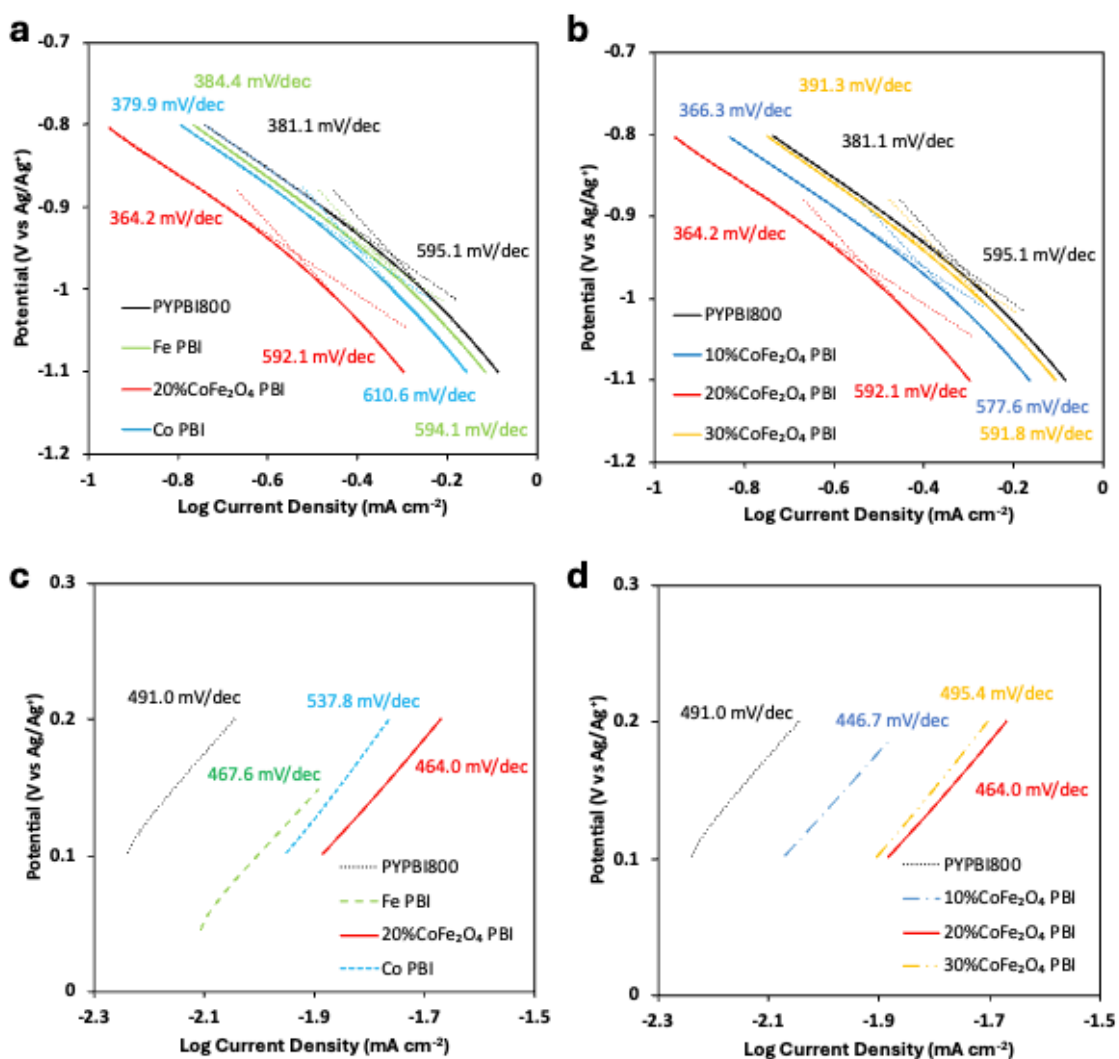 a
-0.7
-0.8
-0.9
-1
-1.1
-1.2
Potential (V vs Ag/Ag⁺)
384.4 mV/dec
379.9 mV/dec
381.1 mV/dec
364.2 mV/dec
595.1 mV/dec
592.1 mV/dec
610.6 mV/dec
594.1 mV/dec
PYPBI800
Fe PBI
20%CoFe₂O₄ PBI
Co PBI
-1 -0.8 -0.6 -0.4 -0.2 0
Log Current Density (mA cm⁻²)
b
-0.7
-0.8
-0.9
-1
-1.1
-1.2
Potential (V vs Ag/Ag⁺)
391.3 mV/dec
366.3 mV/dec
381.1 mV/dec
364.2 mV/dec
595.1 mV/dec
592.1 mV/dec
577.6 mV/dec
591.8 mV/dec
PYPBI800
10%CoFe₂O₄ PBI
20%CoFe₂O₄ PBI
30%CoFe₂O₄ PBI
-1 -0.8 -0.6 -0.4 -0.2 0
Log Current Density (mA cm⁻²)
c
0.3
0.2
0.1
0
Potential (V vs Ag/Ag⁺)
491.0 mV/dec
537.8 mV/dec
467.6 mV/dec
464.0 mV/dec
PYPBI800
Fe PBI
20%CoFe₂O₄ PBI
Co PBI
-2.3 -2.1 -1.9 -1.7 -1.5
Log Current Density (mA cm⁻²)
d
0.3
0.2
0.1
0
Potential (V vs Ag/Ag⁺)
491.0 mV/dec
495.4 mV/dec
446.7 mV/dec
464.0 mV/dec
PYPBI800
10%CoFe₂O₄ PBI
20%CoFe₂O₄ PBI
30%CoFe₂O₄ PBI
-2.3 -2.1 -1.9 -1.7 -1.5
Log Current Density (mA cm⁻²)